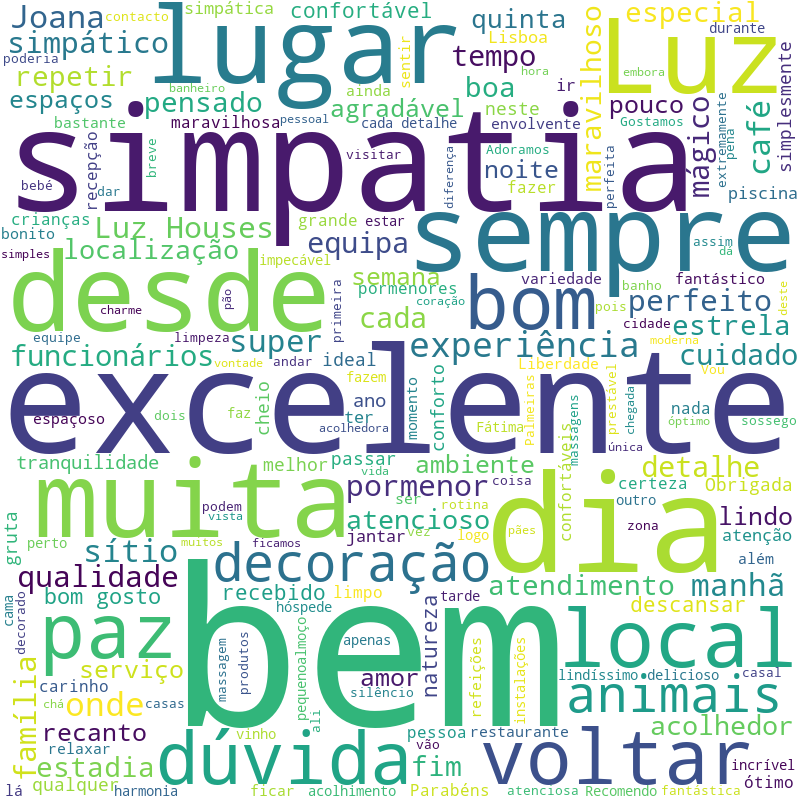 Joana
contacto
simpática
confortável
quinta
especial
durante
simpático
lugar
Lisboa
tempo
sentir
maravilhoso
Luz
poderia
repetir
banheiro
ainda
hora
ir
embora
café
simplesmente
espaços
pensado
agradável
boa
neste
pouco
mágico
extremamente
pena
bastante
maravilhosa
pessoal
cada detalhe
envolvente
Gostamos
recepção
breve
simpatia
visitar
Adoramos
noite
perfeita
bebé
dar
diferença
fazer
piscina
crianças
Luz Houses
grande
estar
sempre
bonito
localização
equipa
assim
dá
simples
desde
impecável
semana
variedade
banho
fantástico
pão
pormenores
coração
bom
pois
perfeito
deste
charme
primeira
cada
cidade
estrela
equipe
limpeza
super
experiência
Liberdade
moderna
cuidado
funcionários
vontade
andar
ideal
fazem
vou
excelente
espaçoso
dois
faz
cheio
ano
ter
acolhedora
momento
conforto
Fátima
Palmeiras
massagens
prestável
chegada
nada
óptimo
sossego
única
tranquilidade
melhor
passar
vida
ambiente
coisa
confortáveis
detalhe
certeza
Obrigada
muita
pormenor
ser
rotina
outro
gruta
podem
vista
atencioso
pães
dia
zona
lindo
perto
sítio
muitos
ficamos
jantar
vez
logo
além
atenção
qualidade
decoração
atendimento
manhã
cama
decorado
bom gosto
recebido
hóspede
limpo
tarde
descansar
paz
bem
massagem
produtos
pequenoalmoço
ali
apenas
natureza
local
família
serviço
amor
refeições
instalações
lindíssimo
delicioso
casal
carinho
chá
casas
silêncio
animais
onde
recanto
vinho
pessoa
restaurante
acolhedor
relaxar
dúvida
vão
voltar
estadia
fim
incrível
lá
qualquer
harmonia
ficar
acolhimento
Parabéns
atenciosa
Recomendo
fantástica
ótimo